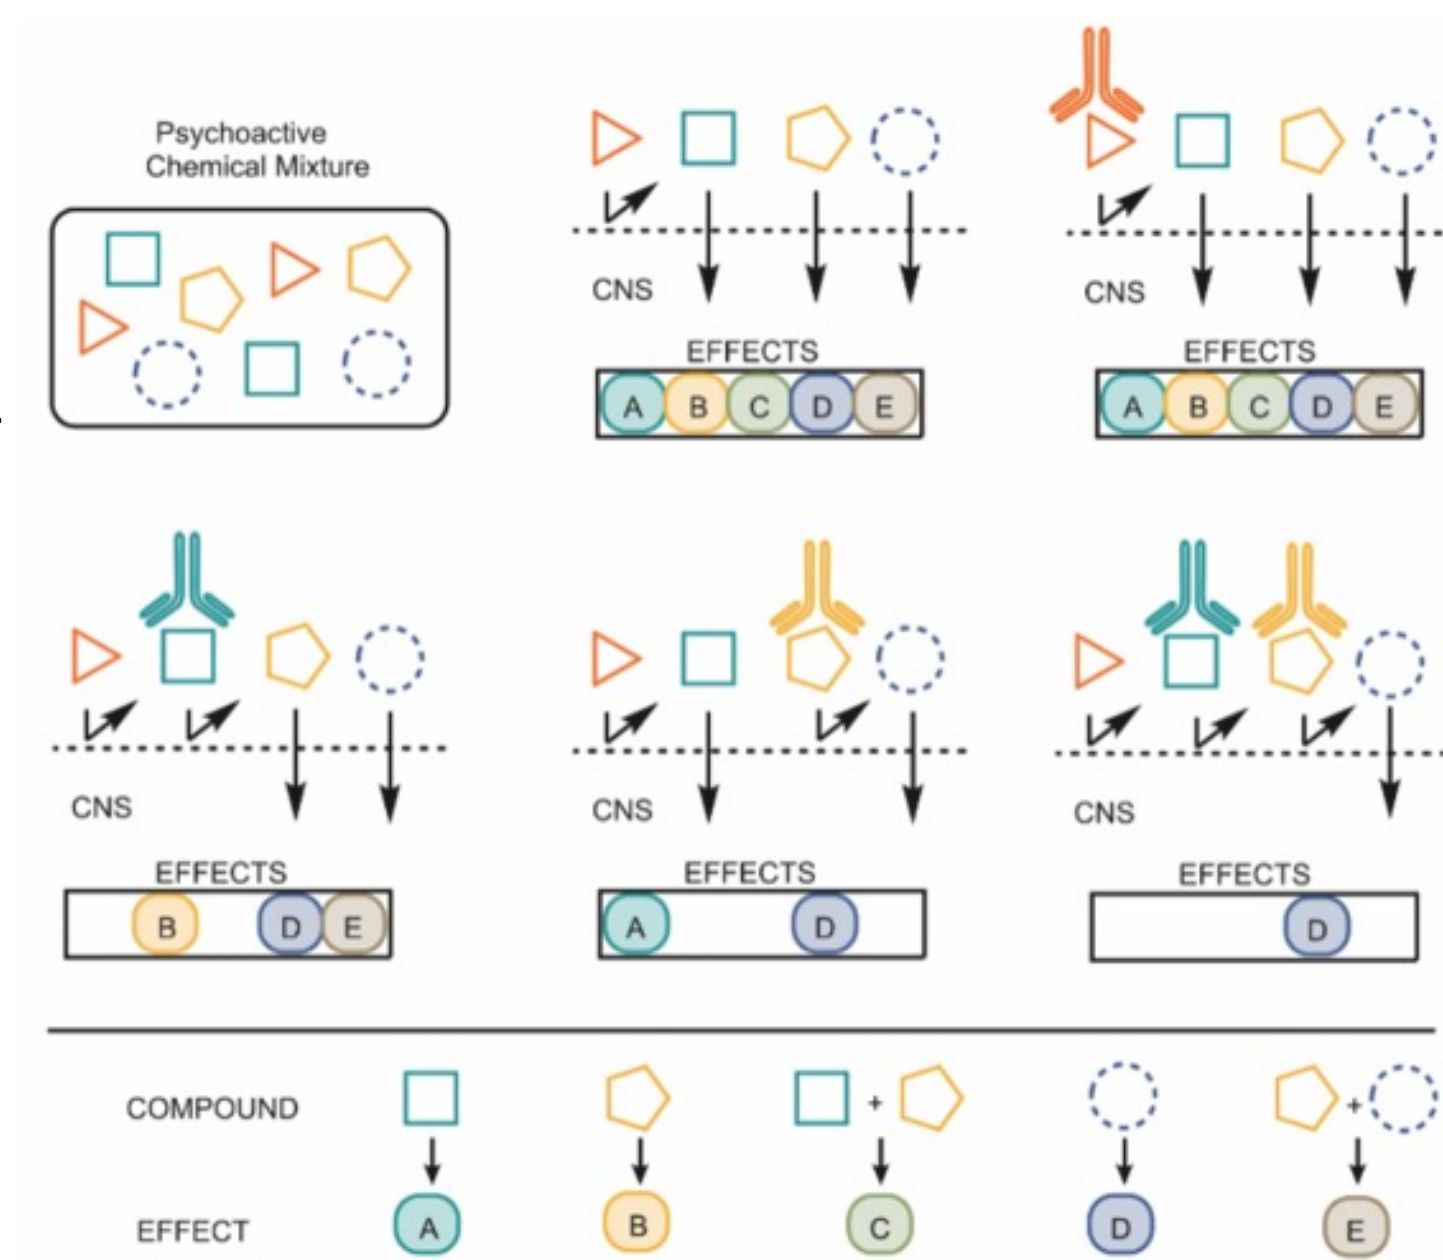 Psychoactive
Chemical Mixture
CNS
EFFECTS
A B C D E
CNS
EFFECTS
A B C D E
CNS
EFFECTS
B D E
CNS
EFFECTS
A D
CNS
EFFECTS
D
COMPOUND
+
+
EFFECT
A B C D E